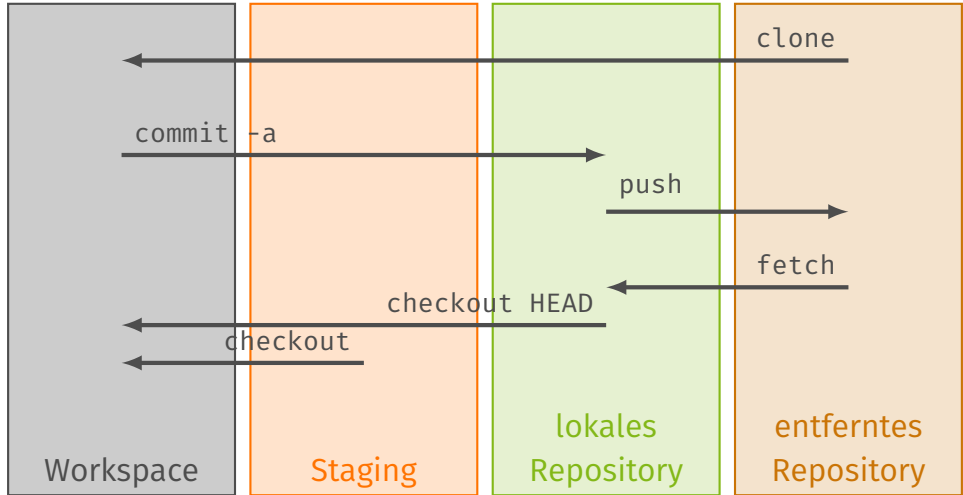 clone
commit -a
push
fetch
checkout HEAD
checkout
Workspace
Staging
lokales
Repository
entferntes
Repository